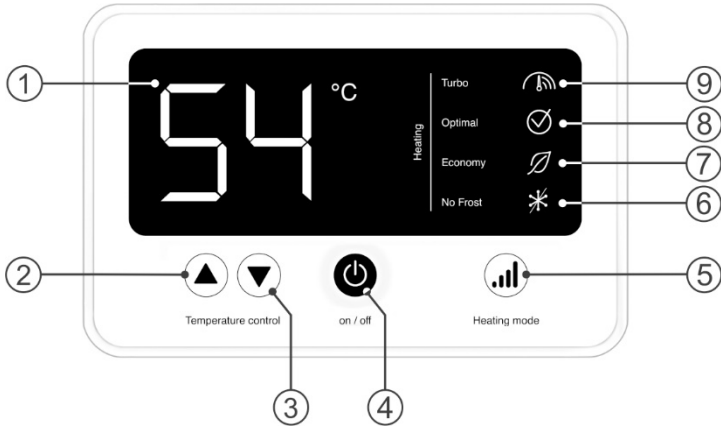 1
54 °C
Heating
Turbo
9
Optimal
8
Economy
7
No Frost
6
2
5
Temperature control
on / off
Heating mode
3
4